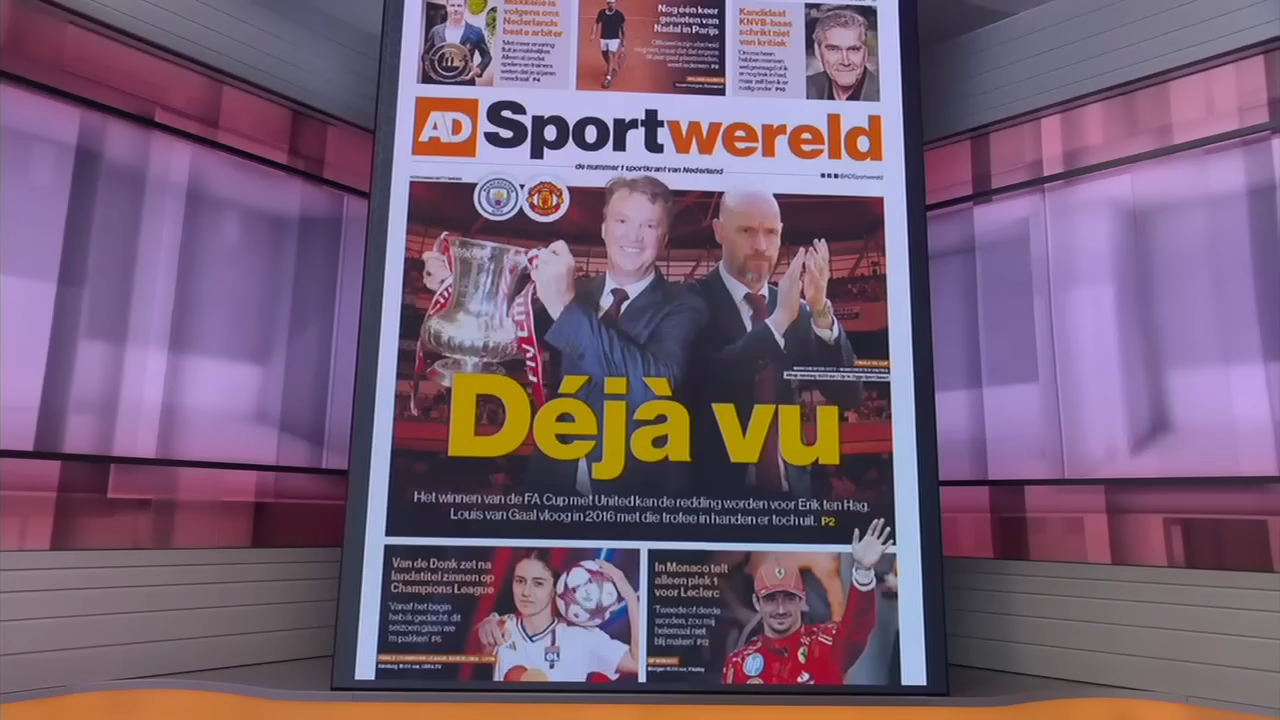 Makkelie is
volgens ons
Nederlands
beste arbiter
Nog één keer
genieten van
Nadal in Parijs
Kandidaat
KNVB-baas
schrikt niet
van kritiek
AD Sportwereld
de nummer 1 sportkrant van Nederland
@ADSportwereld
Déjà vu
Het winnen van de FA Cup met United kan de redding worden voor Erik ten Hag.
Louis van Gaal vloog in 2016 met die trofee in handen er toch uit. P2
Van de Donk zet na
landstitel zinnen op
Champions League
'Vanaf het begin
heb ik gedacht: dit
seizoen gaan we
'm pakken' P5
In Monaco telt
alleen plek 1
voor Leclerc
'Tweede of derde
worden, zou mij
helemaal niet
blij maken' P12